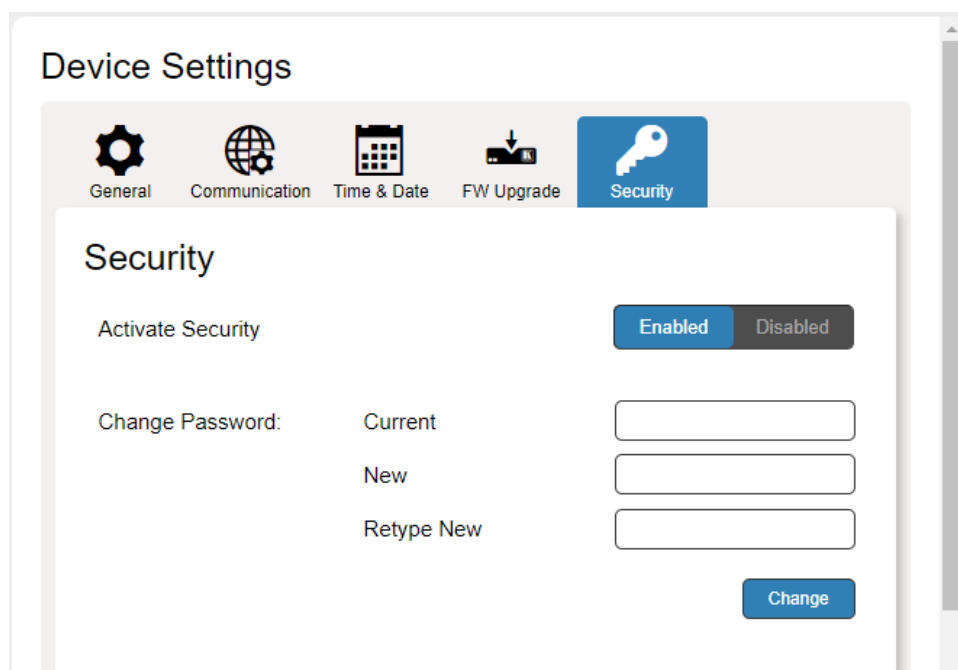 Device Settings
General Communication Time & Date FW Upgrade Security
Security
Activate Security Enabled Disabled
Change Password: Current
New
Retype New
Change